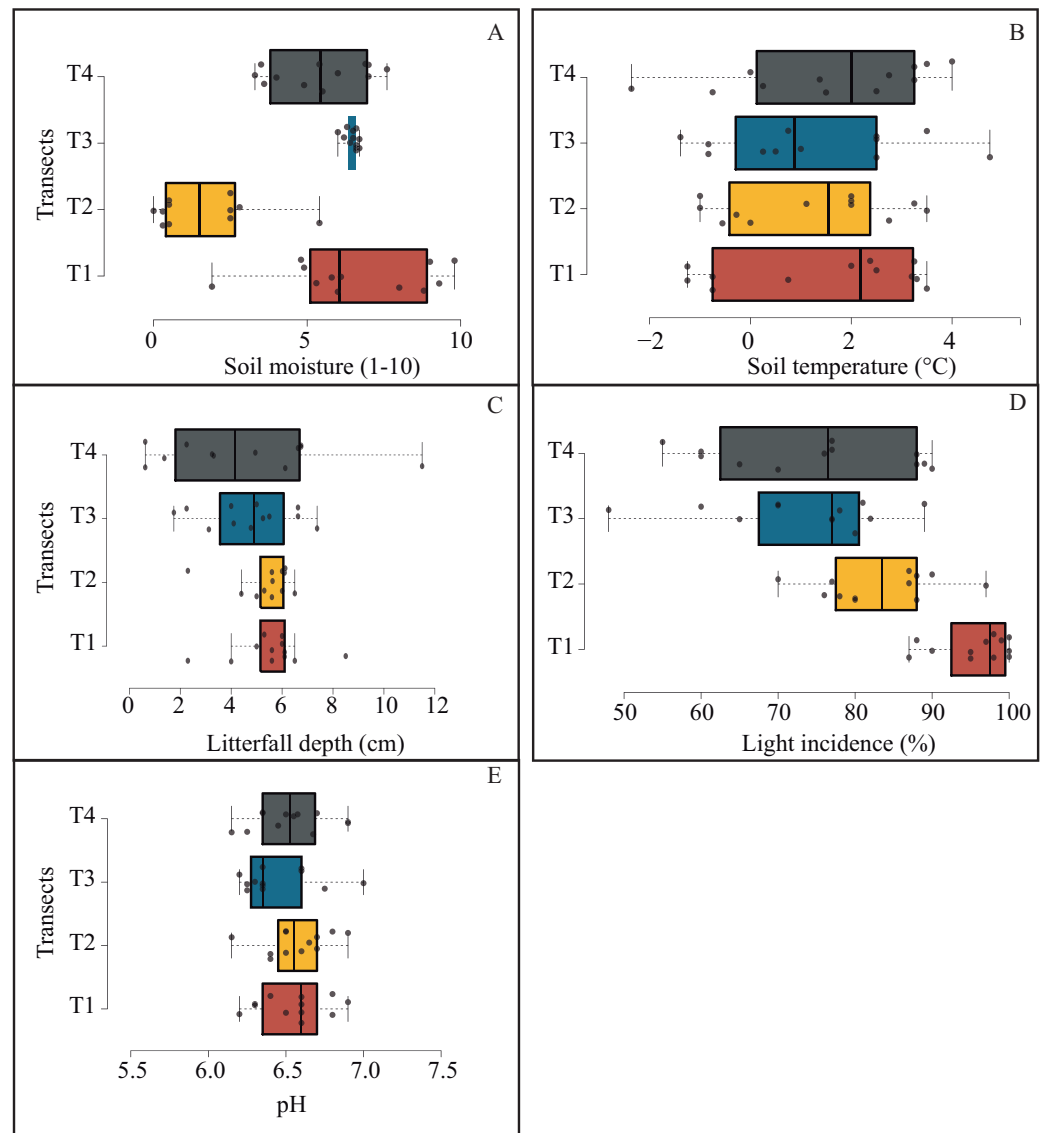 A
T4
T3
T2
T1
Transects
0 5 10
Soil moisture (1-10)
B
T4
T3
T2
T1
−2 0 2 4
Soil temperature (°C)
C
T4
T3
T2
T1
Transects
0 2 4 6 8 10 12
Litterfall depth (cm)
D
T4
T3
T2
T1
50 60 70 80 90 100
Light incidence (%)
E
T4
T3
T2
T1
Transects
5.5 6.0 6.5 7.0 7.5
pH